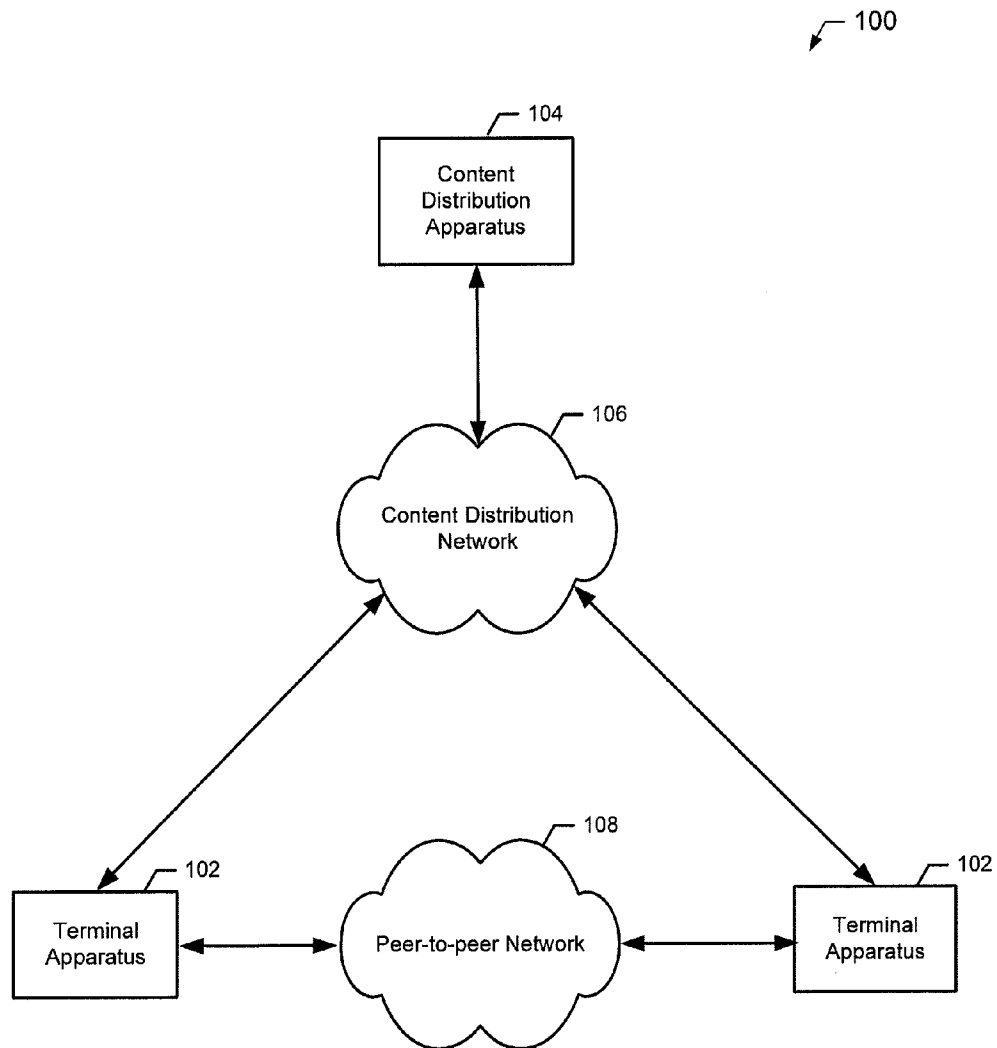 100
104
Content
Distribution
Apparatus
106
Content Distribution
Network
108
102
Terminal
Apparatus
Peer-to-peer Network
102
Terminal
Apparatus